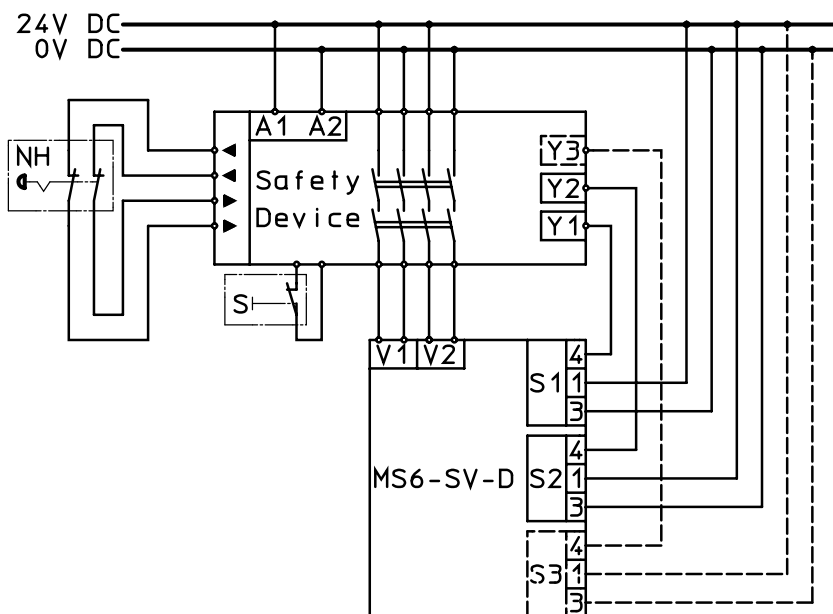 24V DC
0V DC
A1 A2
NH
Y3
Safety
Y2
Device
Y1
S
V1 V2
4
S1 1
3
4
MS6-SV-D S2 1
3
4
S3 1
3